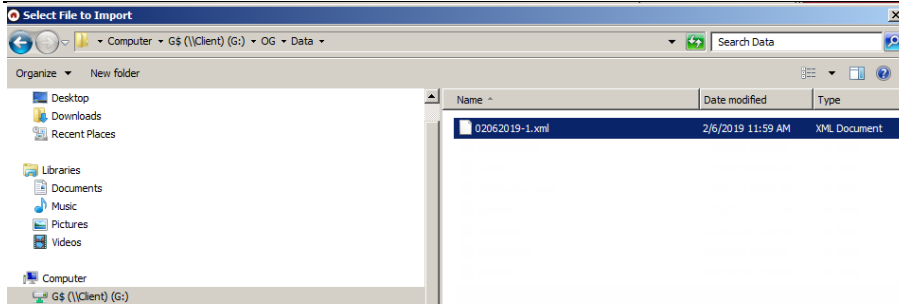 Select File to Import
Computer G$ (\\Client) (G:) OG Data
Search Data
Organize New folder
Desktop
Downloads
Recent Places
Libraries
Documents
Music
Pictures
Videos
Computer
G$ (\\Client) (G:)
Name Date modified Type
02062019-1.xml 2/6/2019 11:59 AM XML Document